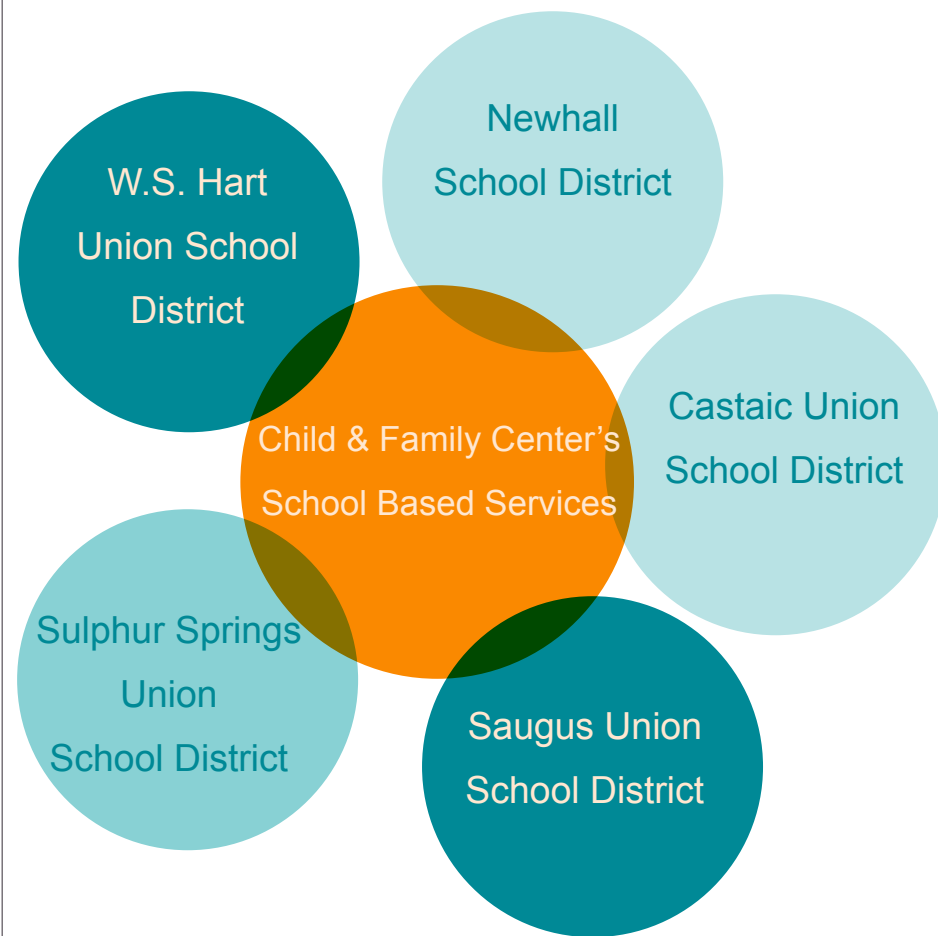 Newhall
School District
W.S. Hart
Union School
District
Castaic Union
School District
Child & Family Center's
School Based Services
Sulphur Springs
Union
School District
Saugus Union
School District